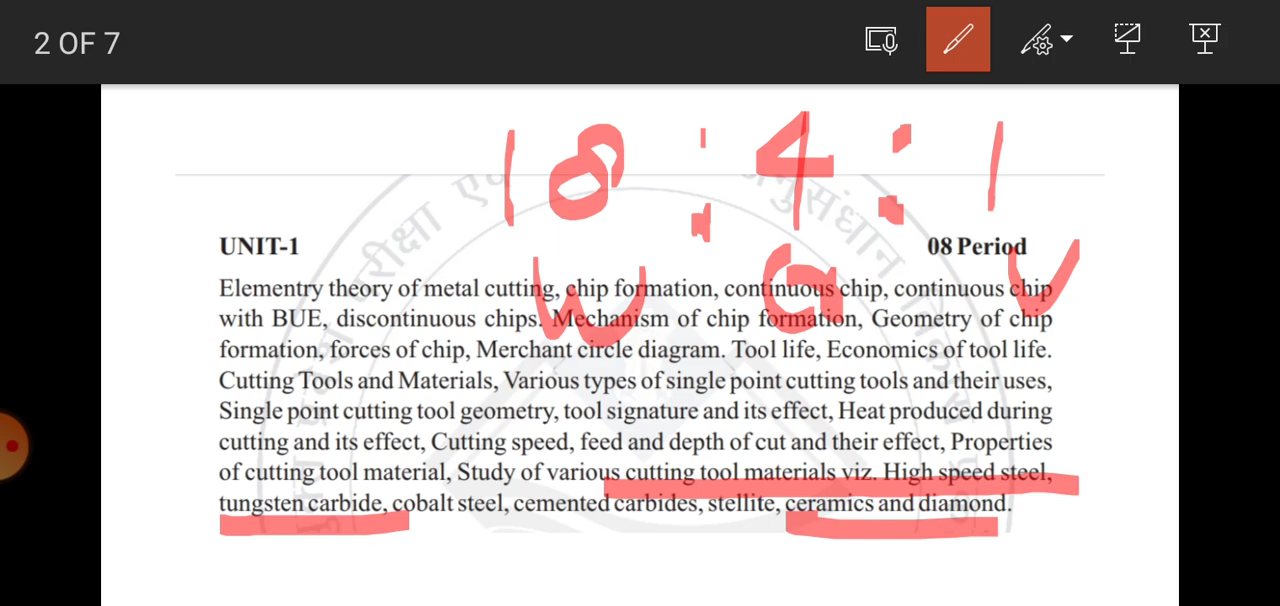 2 OF 7
18 : 4 : 1
W V
परीक्षा
UNIT-1 08 Period
Elementry theory of metal cutting, chip formation, continuous chip, continuous chip
with BUE, discontinuous chips. Mechanism of chip formation, Geometry of chip
formation, forces of chip, Merchant circle diagram. Tool life, Economics of tool life.
Cutting Tools and Materials, Various types of single point cutting tools and their uses,
Single point cutting tool geometry, tool signature and its effect, Heat produced during
cutting and its effect, Cutting speed, feed and depth of cut and their effect, Properties
of cutting tool material, Study of various cutting tool materials viz. High speed steel,
tungsten carbide, cobalt steel, cemented carbides, stellite, ceramics and diamond.